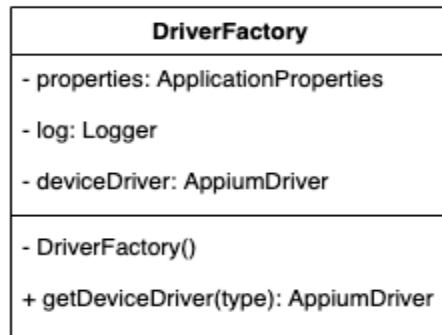 DriverFactory
- properties: ApplicationProperties
- log: Logger
- deviceDriver: AppiumDriver
- DriverFactory()
+ getDeviceDriver(type): AppiumDriver